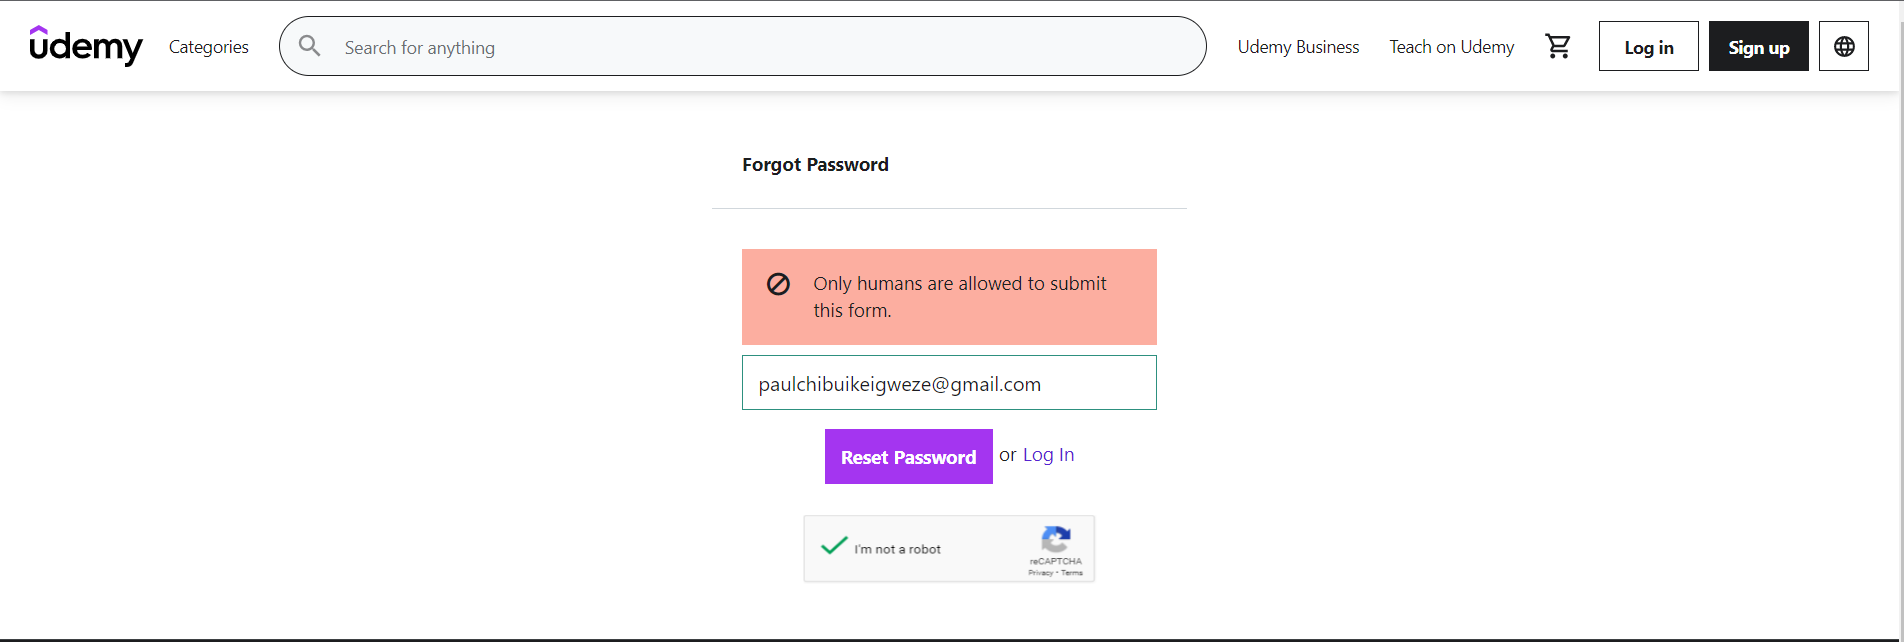 udemy Categories Search for anything Udemy Business Teach on Udemy Log in Sign up
Forgot Password
Only humans are allowed to submit
this form.
paulchibuikeigweze@gmail.com
Reset Password or Log In
I'm not a robot
reCAPTCHA
Privacy • Terms